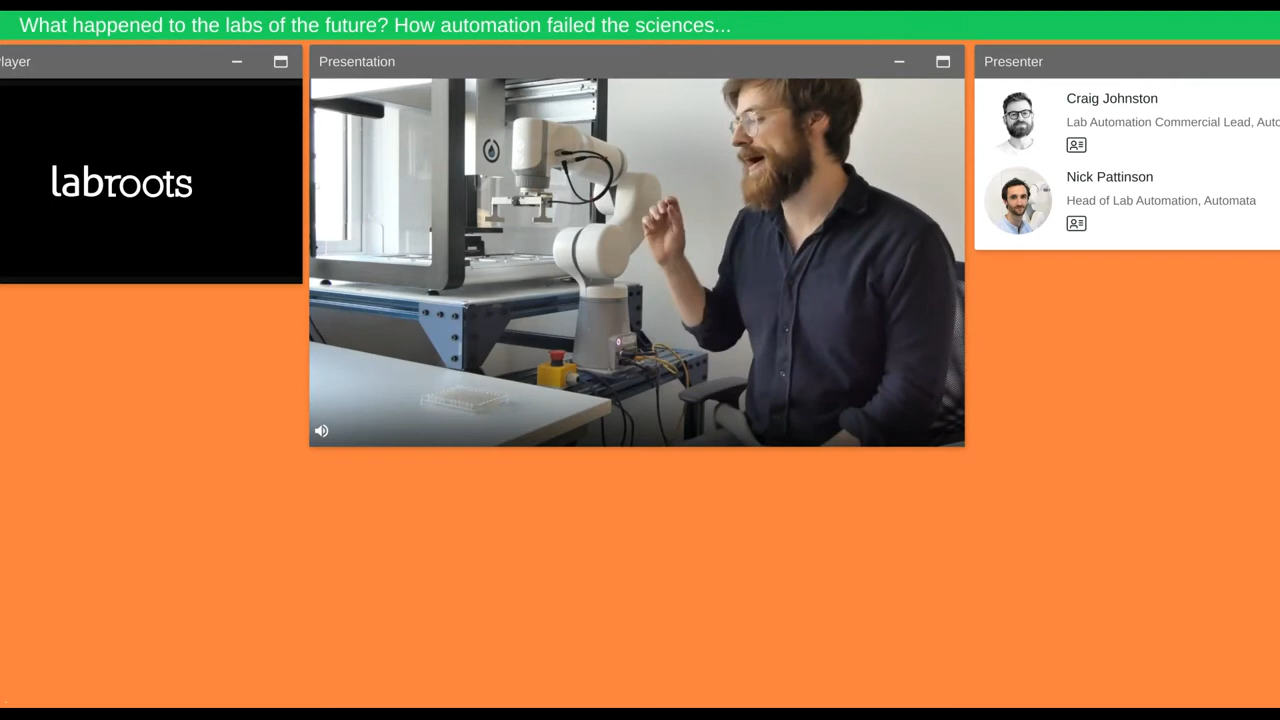 What happened to the labs of the future? How automation failed the sciences...
layer
Presentation
Presenter
labroots
Craig Johnston
Lab Automation Commercial Lead, Auto
Nick Pattinson
Head of Lab Automation, Automata